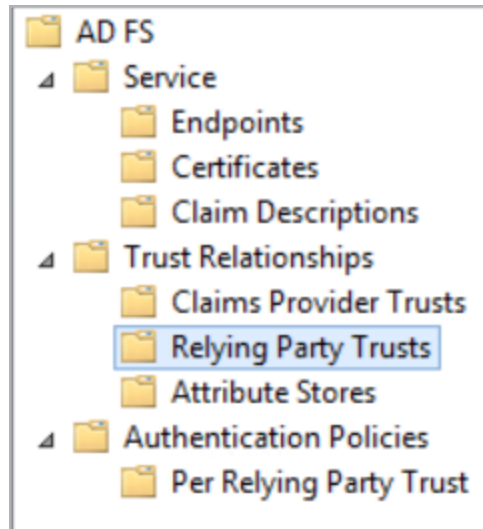 AD FS
Service
Endpoints
Certificates
Claim Descriptions
Trust Relationships
Claims Provider Trusts
Relying Party Trusts
Attribute Stores
Authentication Policies
Per Relying Party Trust